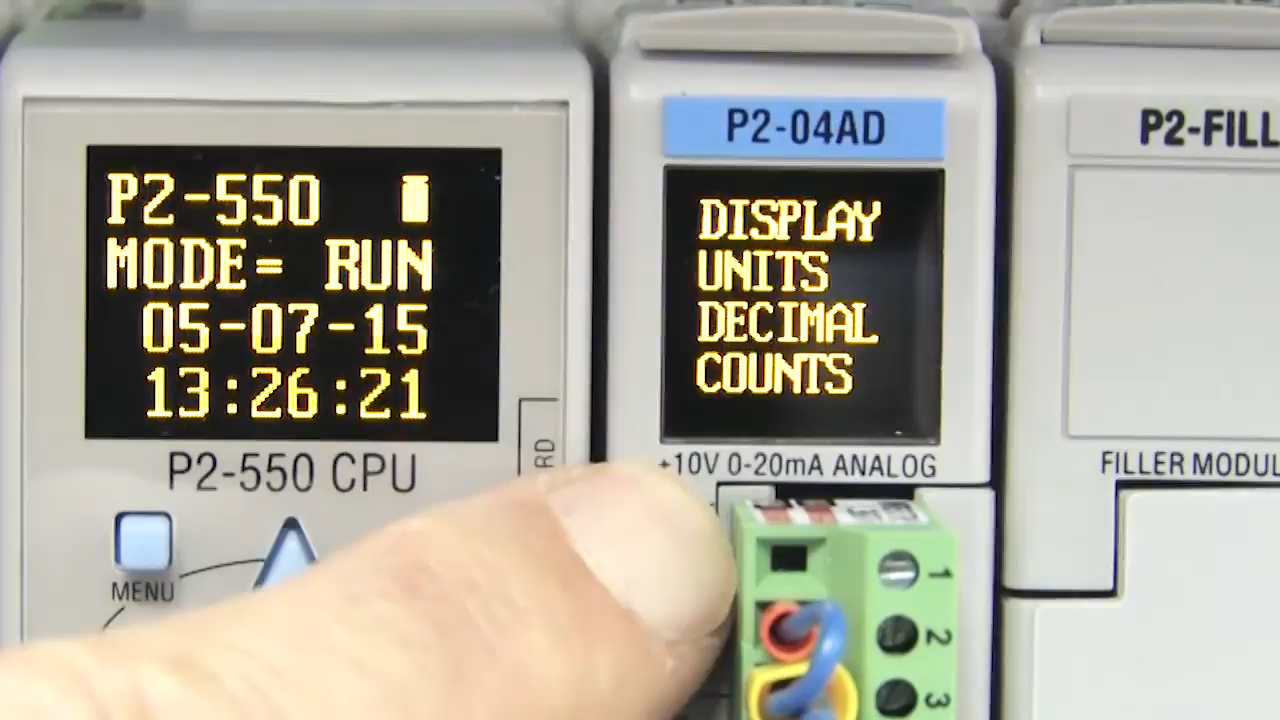 P2-550
MODE= RUN
05-07-15
13:26:21
P2-550 CPU
MENU
P2-04AD
DISPLAY
UNITS
DECIMAL
COUNTS
10V 0-20mA ANALOG
1
2
3
P2-FILL
FILLER MODUL
RD